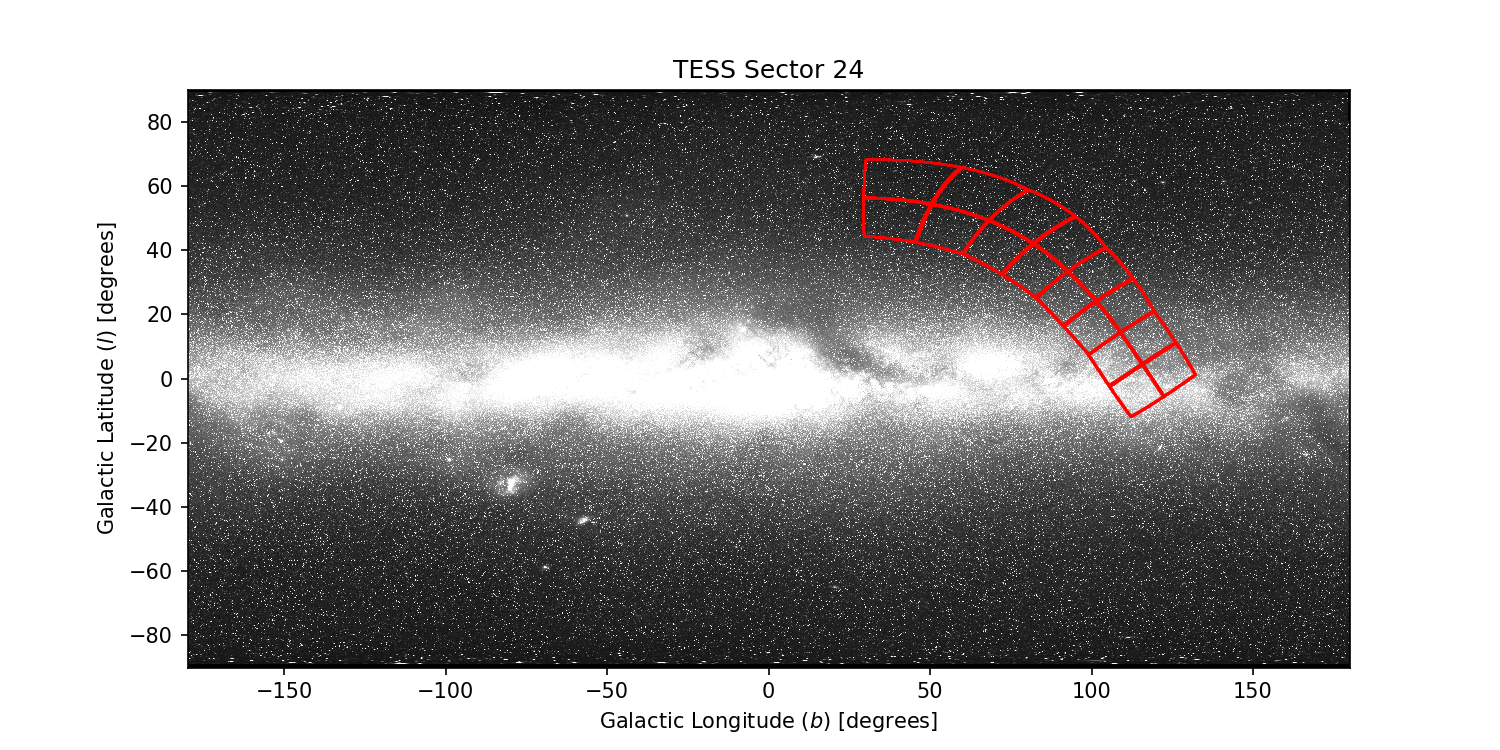 TESS Sector 24
80
60
40
20
0
−20
−40
−60
−80
Galactic Latitude (l) [degrees]
−150 −100 −50 0 50 100 150
Galactic Longitude (b) [degrees]